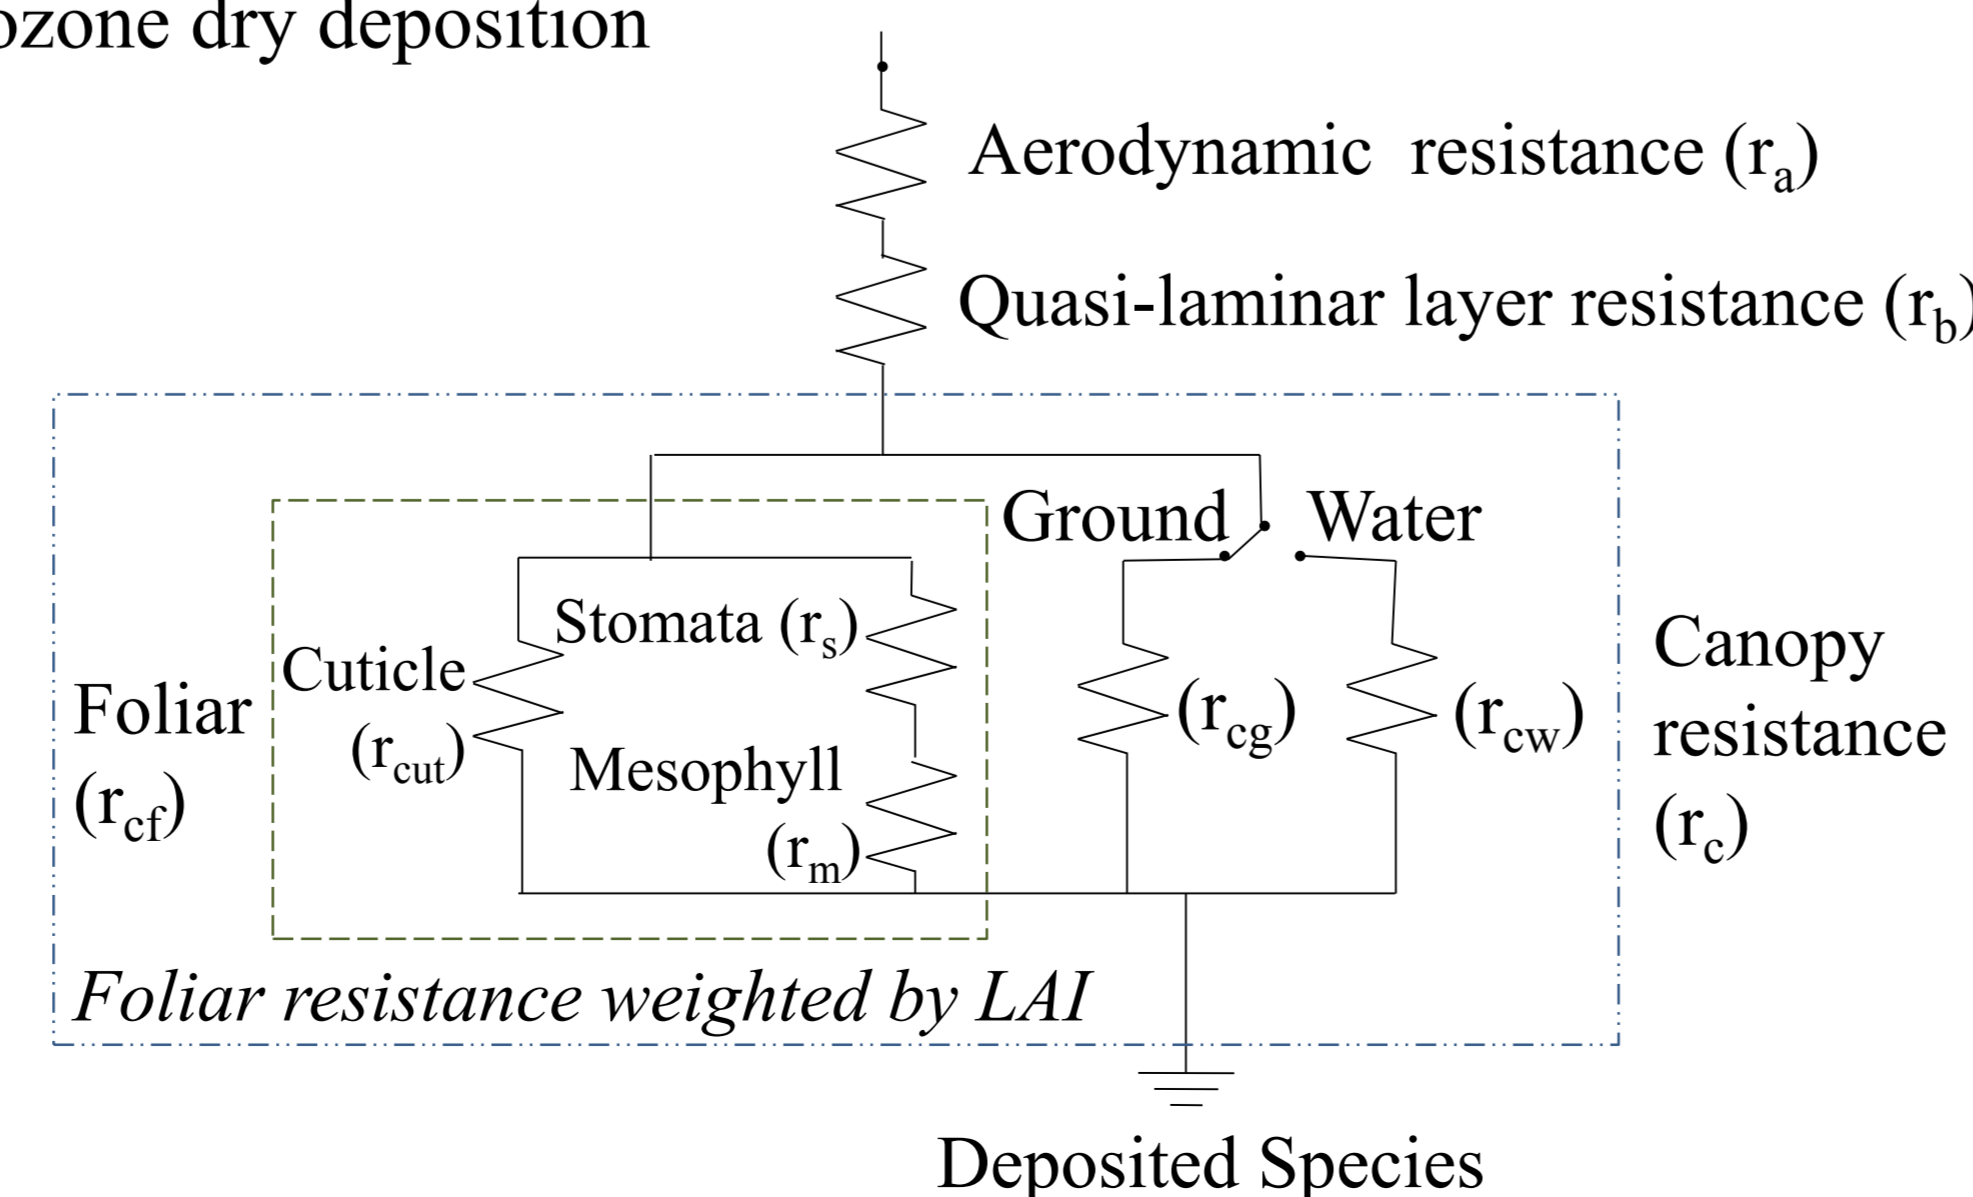 ozone dry deposition
Aerodynamic resistance (ra)
Quasi-laminar layer resistance (rb)
Ground
Water
Stomata (rs)
Cuticle
(rcut)
Mesophyll
(rm)
Foliar
(rcf)
(rcg)
(rcw)
Canopy
resistance
(rc)
Foliar resistance weighted by LAI
Deposited Species